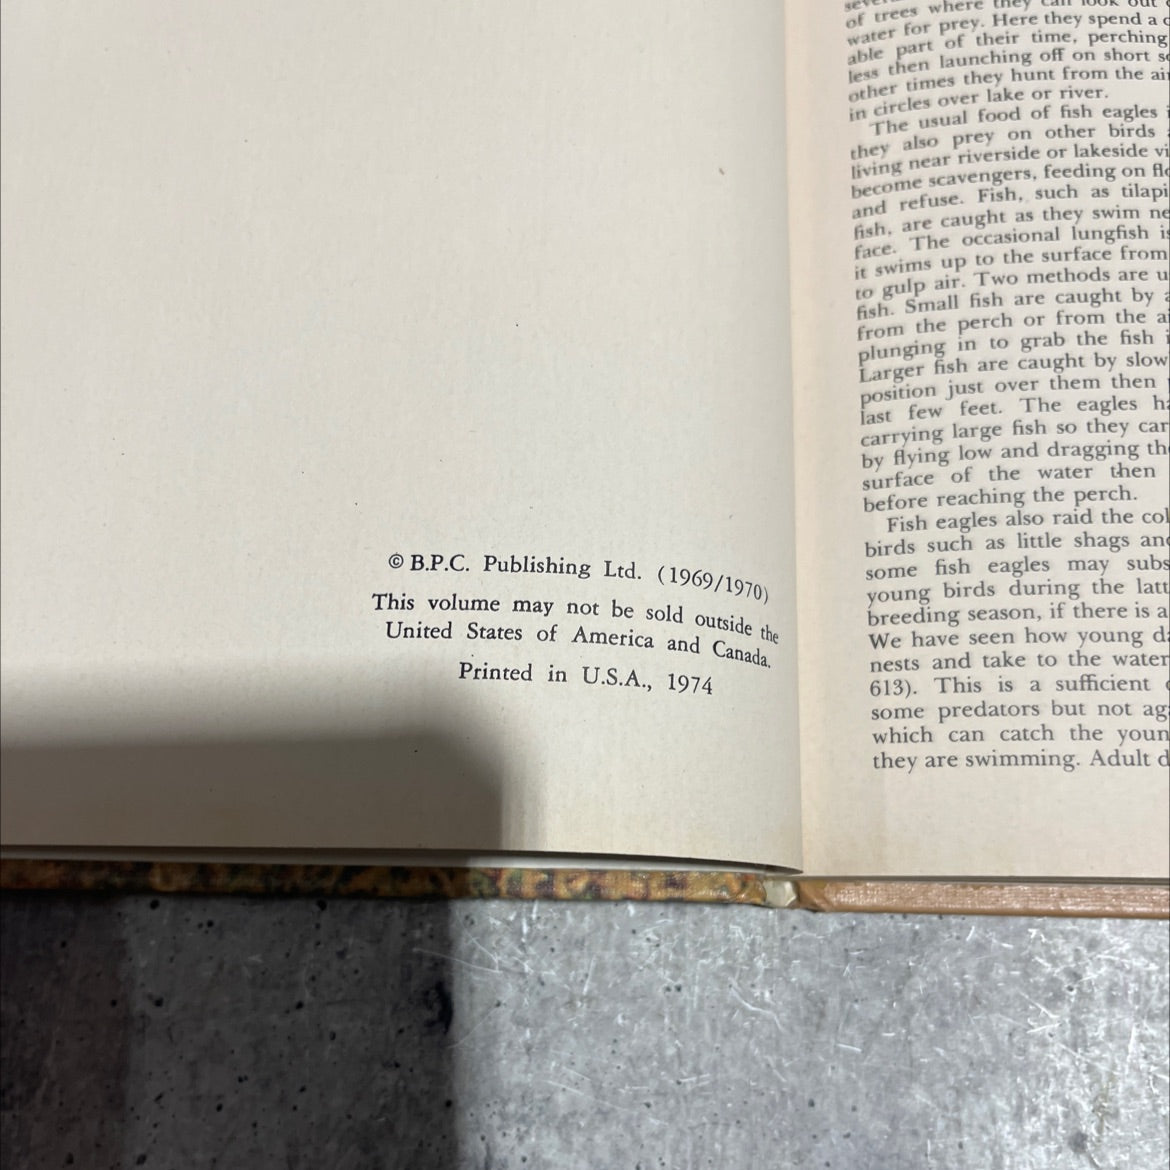 © B.P.C. Publishing Ltd. (1969/1970)
This volume may not be sold outside the
United States of America and Canada.
Printed in U.S.A., 1974
of trees where they can look out
water for prey. Here they spend a
able part of their time, perching
less then launching off on short
other times they hunt from the
in circles over lake or river.
The usual food of fish eagles
they also prey on other birds
living near riverside or lakeside
become scavengers, feeding on
and refuse. Fish, such as
fish, are caught as they swim
face. The occasional lungfish
it swims up to the surface from
to gulp air. Two methods are
fish. Small fish are caught by
from the perch or from the
plunging in to grab the fish
Larger fish are caught by slow
position just over them then
last few feet. The eagles
carrying large fish so they
by flying low and dragging
surface of the water then
before reaching the perch.
Fish eagles also raid the
birds such as little shags
some fish eagles may
young birds during the
breeding season, if there is a
We have seen how young
nests and take to the water
613). This is a sufficient
some predators but not
which can catch the
they are swimming. Adult